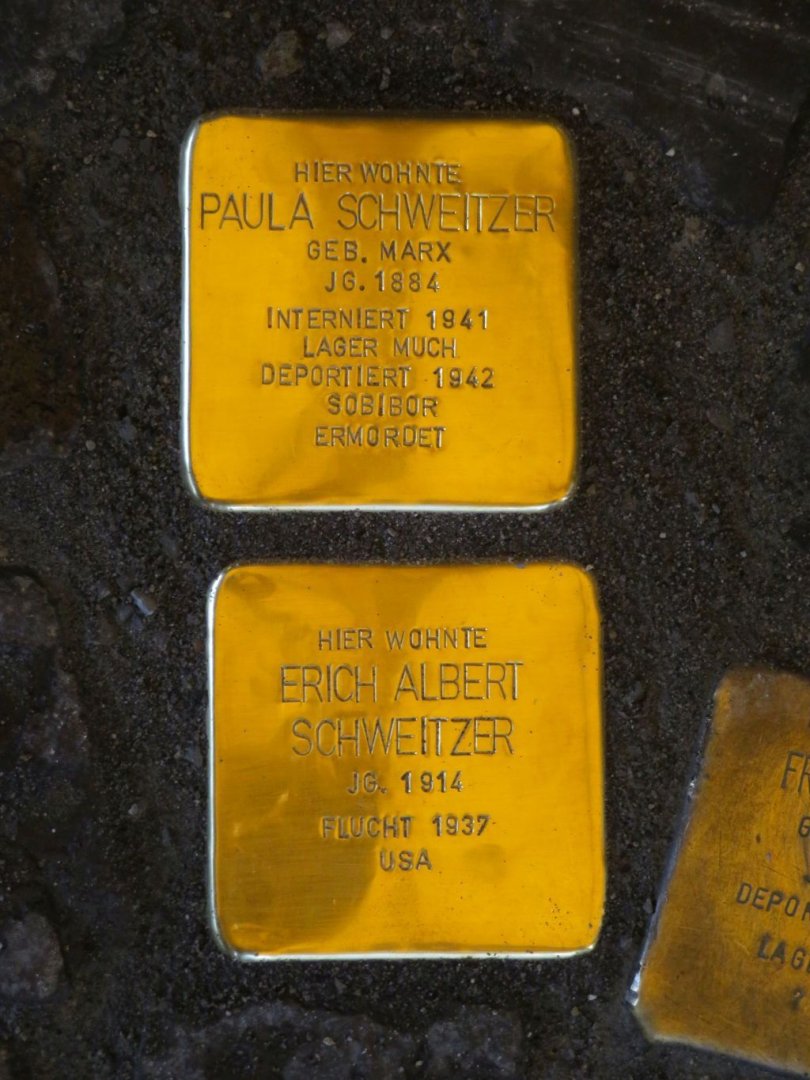 HIER WOHNTE
PAULA SCHWEITZER
GEB. MARX
JG. 1884
INTERNIERT 1941
LAGER MUCH
DEPORTIERT 1942
SOBIBOR
ERMORDET
HIER WOHNTE
ERICH ALBERT
SCHWEITZER
JG. 1914
FLUCHT 1937
USA